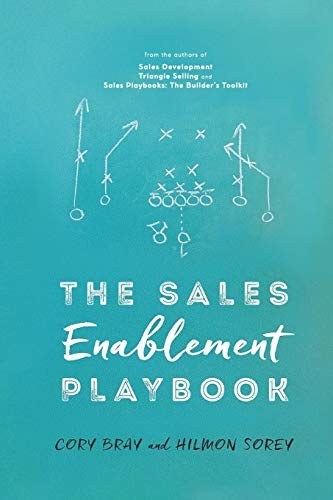 from the authors of
Sales Development
Triangle Selling and
Sales Playbooks: The Builder's Toolkit
THE SALES
Enablement
PLAYBOOK
CORY BRAY and HILMON SOREY